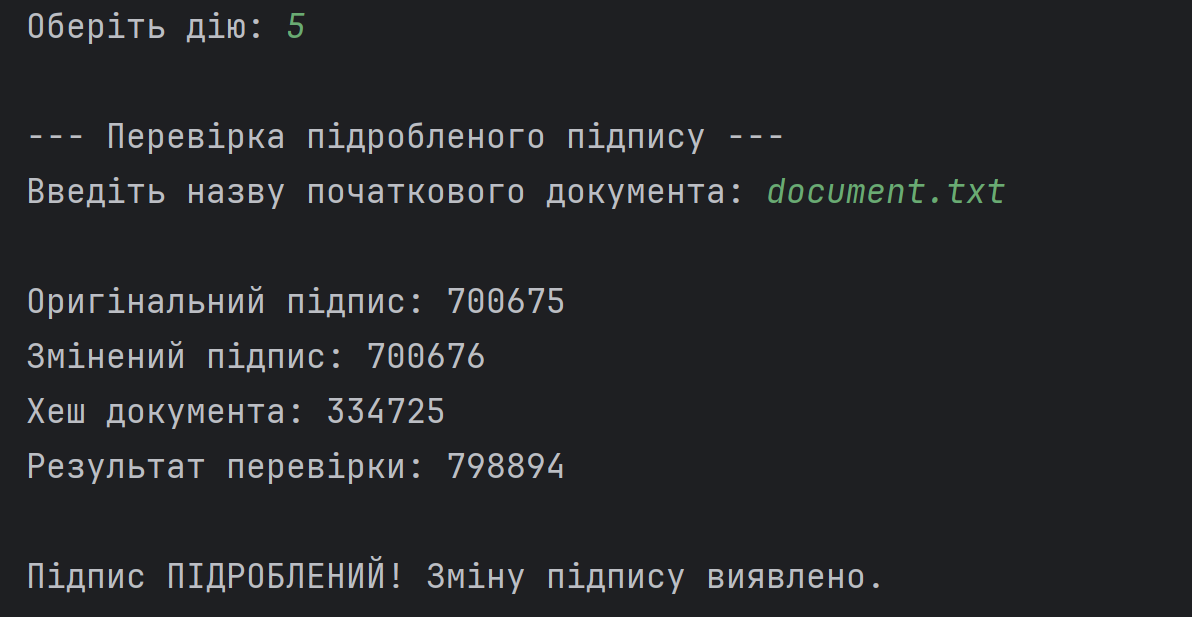 Оберіть дію: 5
--- Перевірка підробленого підпису ---
Введіть назву початкового документа: document.txt
Оригінальний підпис: 700675
Змінений підпис: 700676
Хеш документа: 334725
Результат перевірки: 798894
Підпис ПІДРОБЛЕНИЙ! Зміну підпису виявлено.